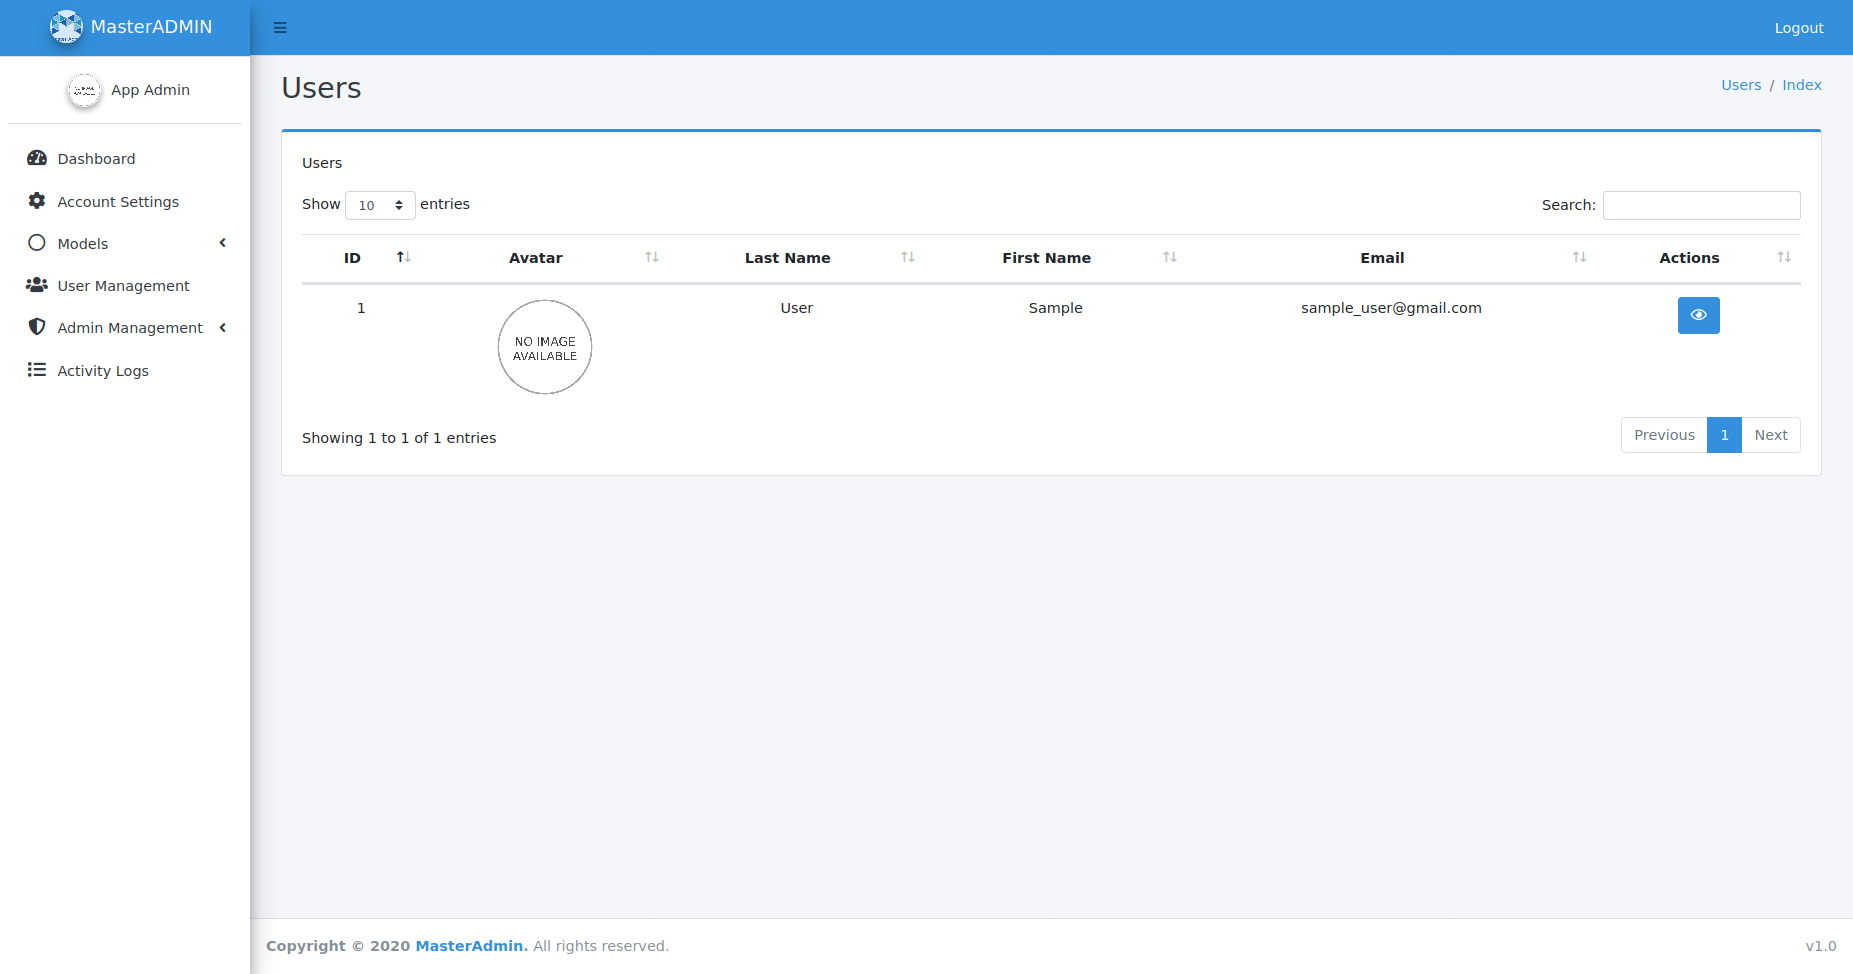 MasterADMIN
Logout
App Admin
Dashboard
Account Settings
Models
User Management
Admin Management
Activity Logs
Users
Users / Index
Users
Show 10 entries
Search:
ID Avatar Last Name First Name Email Actions
1 User Sample sample_user@gmail.com
NO IMAGE
AVAILABLE
Showing 1 to 1 of 1 entries
Previous 1 Next
Copyright © 2020 MasterAdmin. All rights reserved.
v1.0